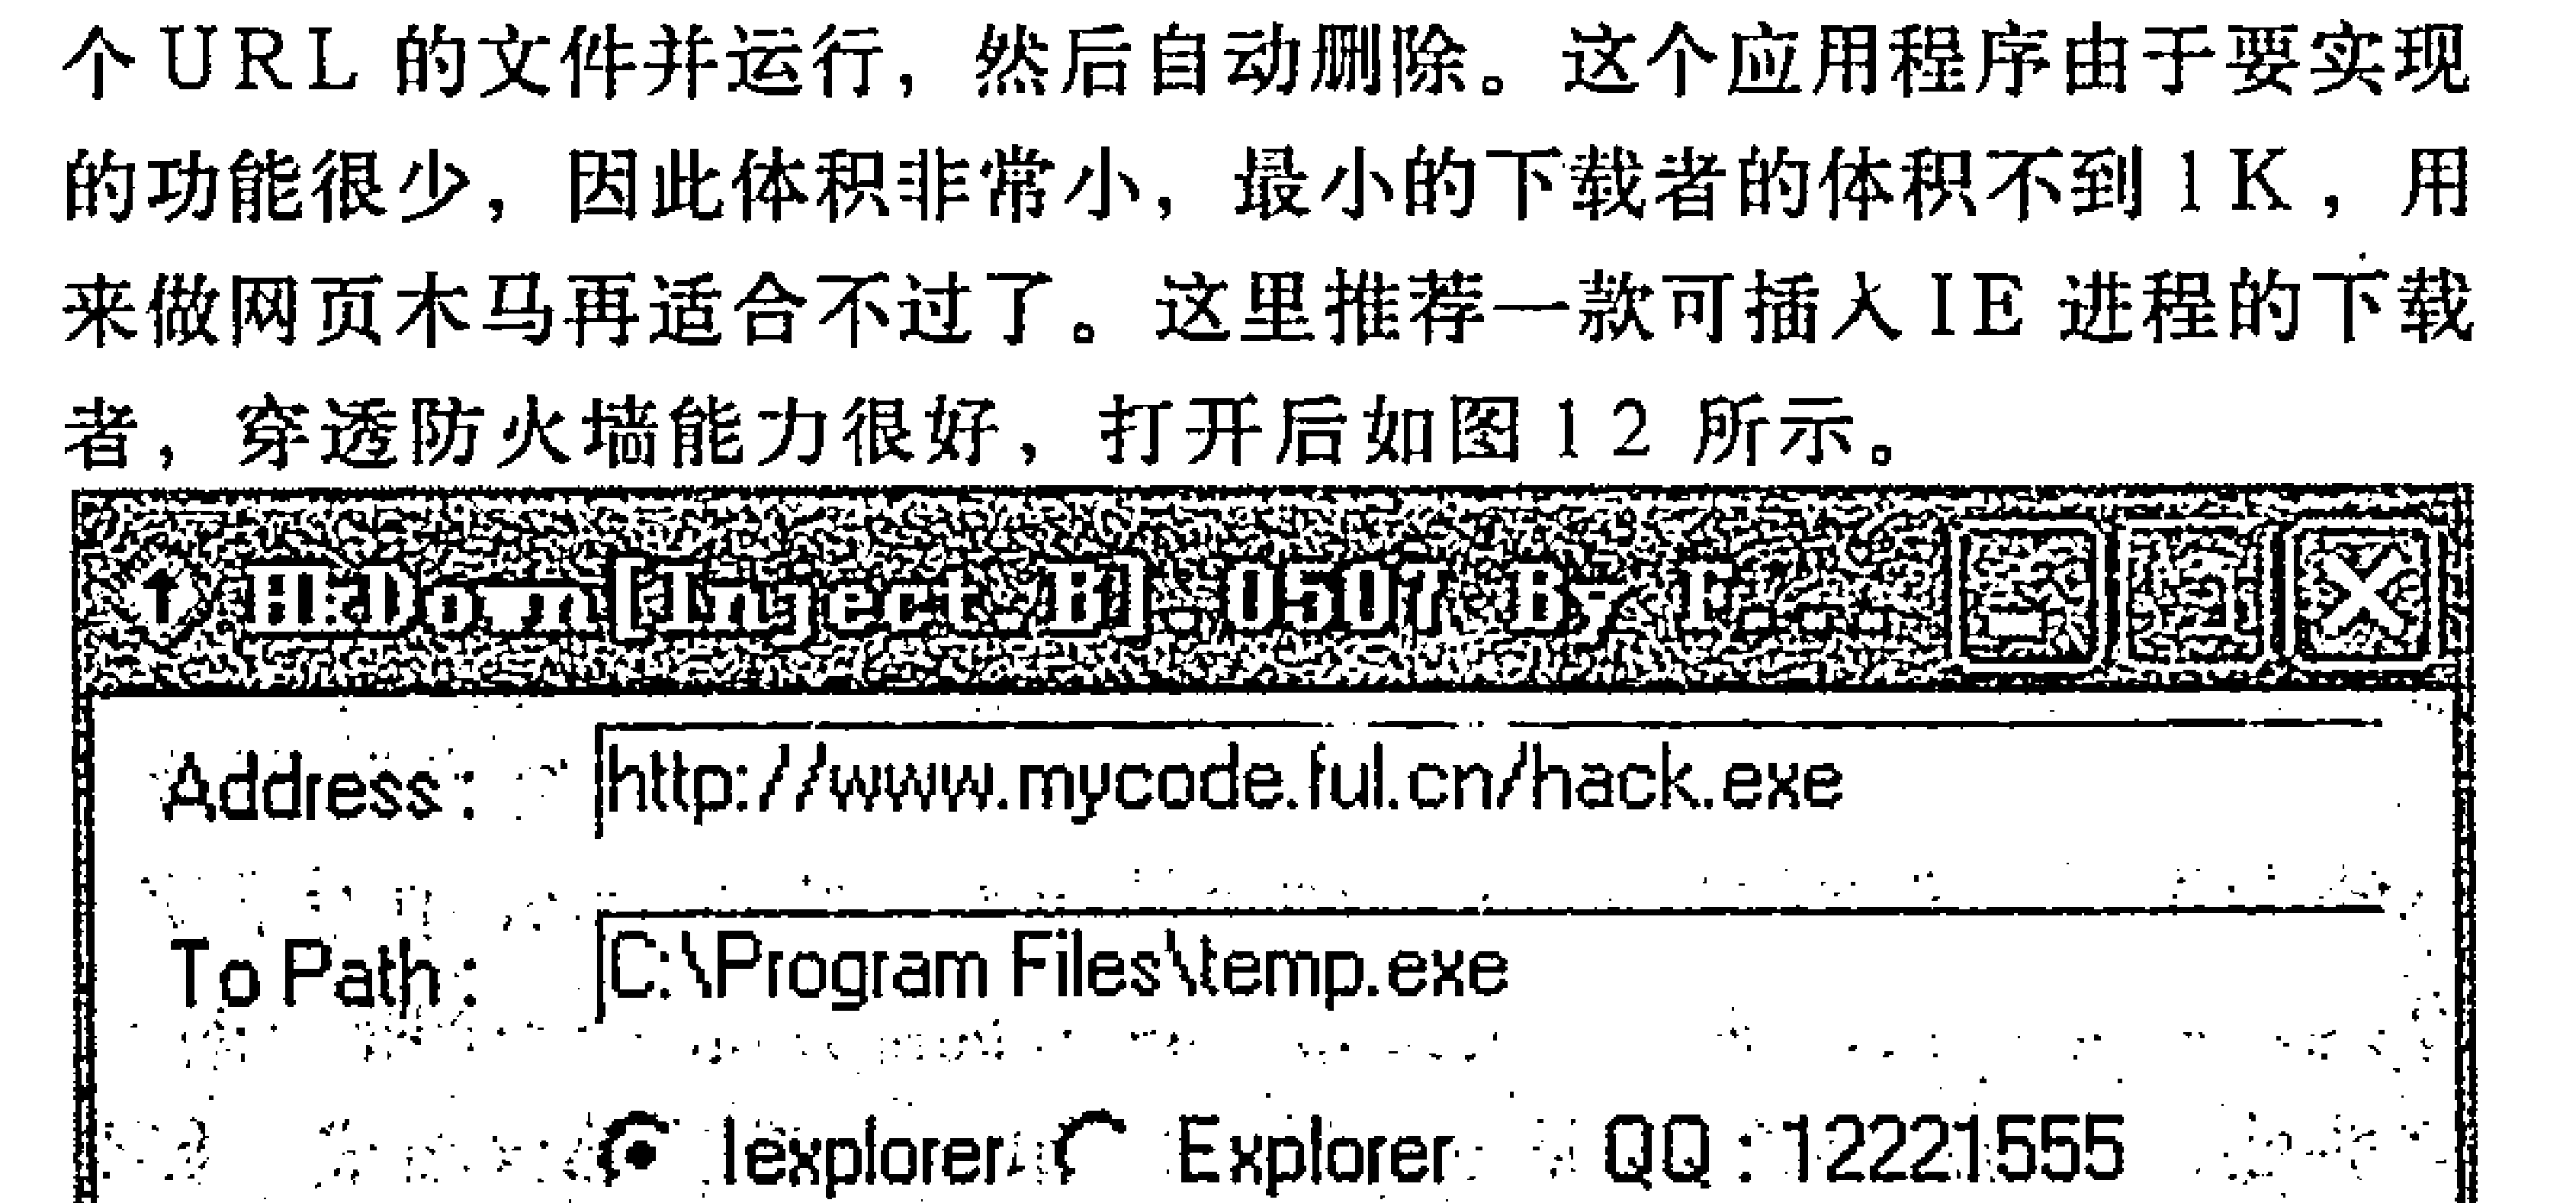 个URL 的文件并运行，然后自动删除。这个应用程序由于要实现
的功能很少，因此体积非常小，最小的下载者的体积不到1K，用
来做网页木马再适合不过了。这里推荐一款可插入IE 进程的下载
者，穿透防火墙能力很好，打开后如图12 所示。
HkDown[Inject B]. 0507 By I...
Address: http://www.mycode.ful.cn/hack.exe
To Path: C:\Program Files\temp.exe
Iexplorer Explorer QQ:12221555